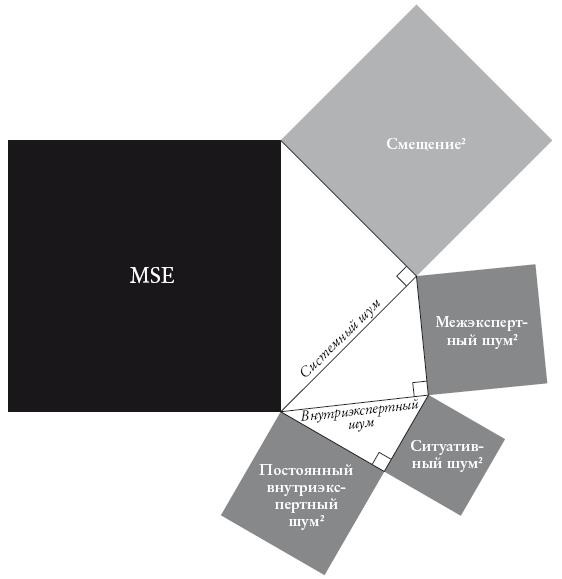 Смещение²
MSE
Системный шум
Межэксперт-
ный шум²
Внутриэкспертный
шум
Ситуатив-
ный шум²
Постоянный
внутриэкс-
пертный
шум²